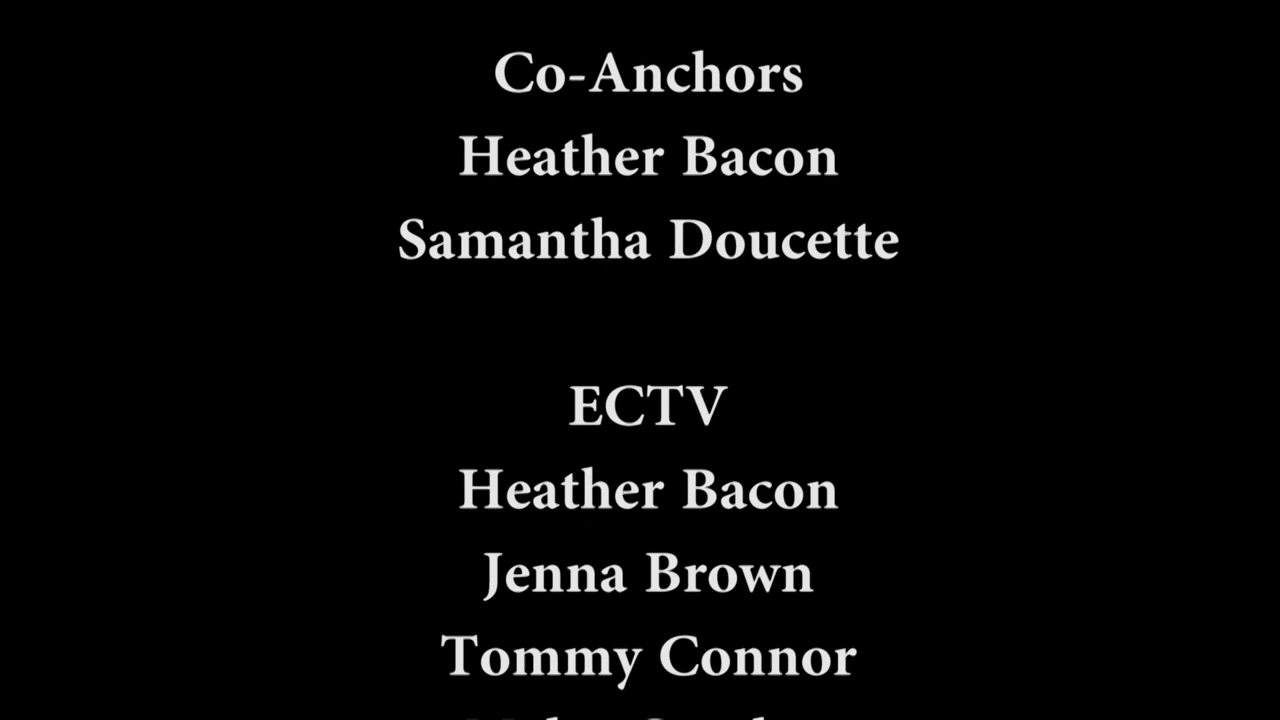 Co-Anchors
Heather Bacon
Samantha Doucette
ECTV
Heather Bacon
Jenna Brown
Tommy Connor